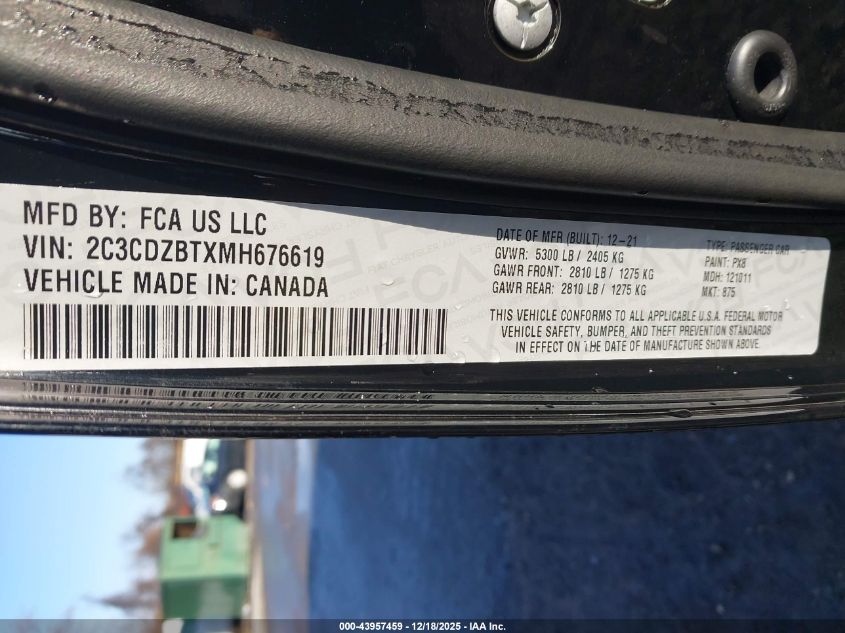 MFD BY: FCA US LLC
VIN: 2C3CDZBTXMH676619
VEHICLE MADE IN: CANADA
DATE OF MFR (BUILT): 12-21
GVWR: 5300 LB / 2405 KG
GAWR FRONT: 2810 LB / 1275 KG
GAWR REAR: 2810 LB / 1275 KG
TYPE: PASSENGER CAR
PAINT: PX8
MDH: 121011
MKT: 875
THIS VEHICLE CONFORMS TO ALL APPLICABLE U.S.A. FEDERAL MOTOR
VEHICLE SAFETY, BUMPER, AND THEFT PREVENTION STANDARDS
IN EFFECT ON THE DATE OF MANUFACTURE SHOWN ABOVE.
000-43957459 - 12/18/2025 - IAA Inc.